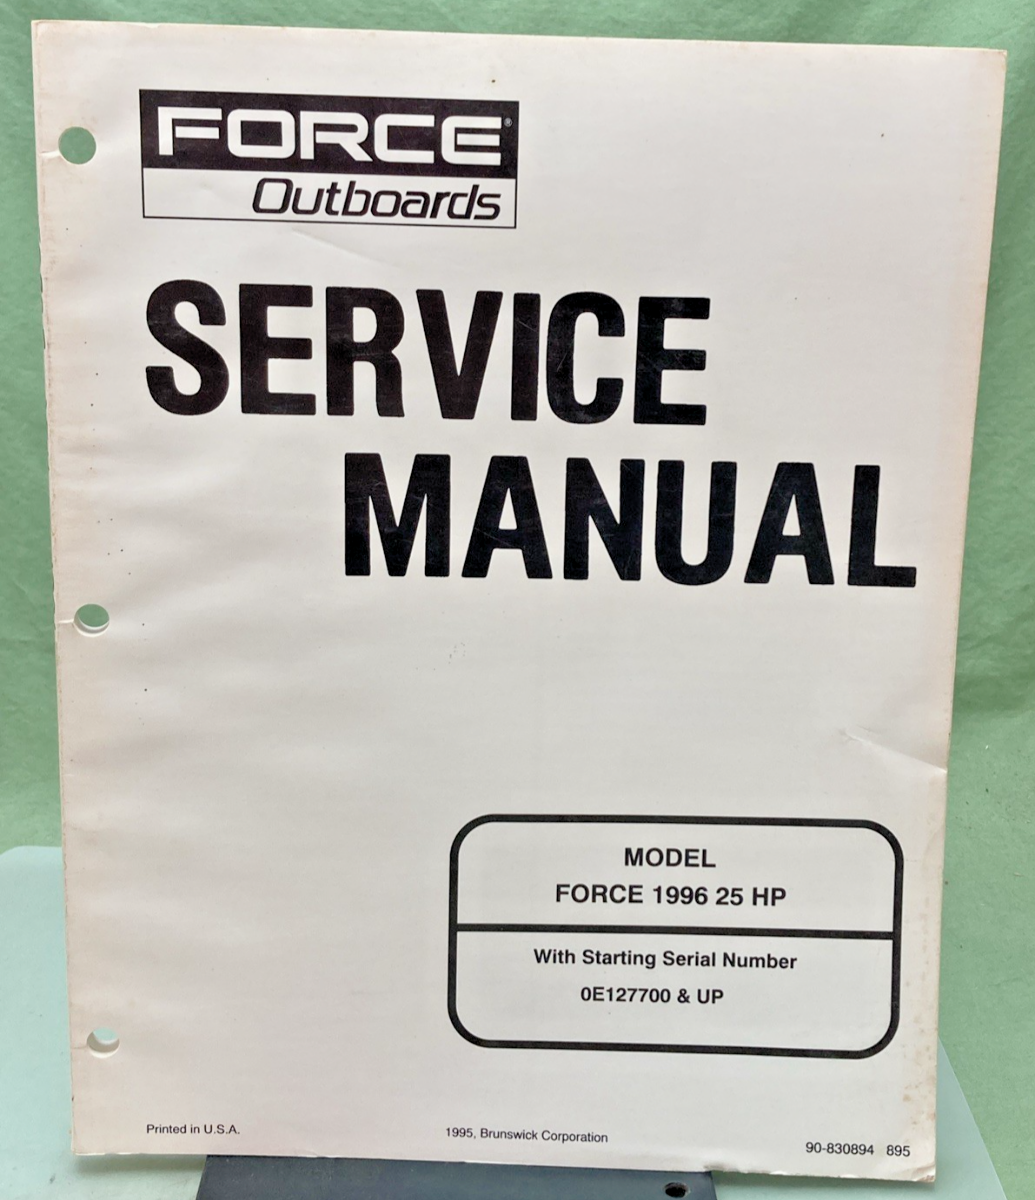 FORCE®
Outboards
SERVICE
MANUAL
MODEL
FORCE 1996 25 HP
With Starting Serial Number
0E127700 & UP
Printed in U.S.A.
1995, Brunswick Corporation
90-830894 895